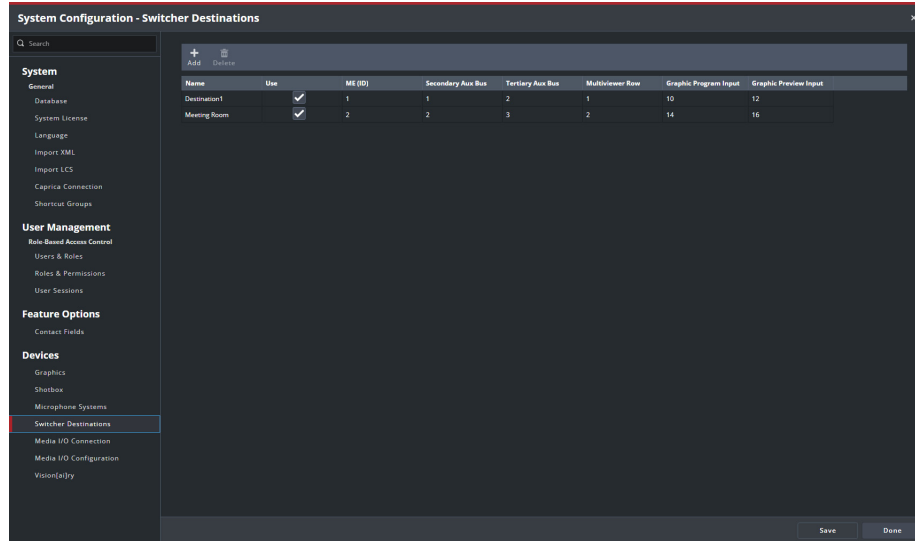 System Configuration - Switcher Destinations
Search
System
General
Database
System License
Language
Import XML
Import LCS
Caprica Connection
Shortcut Groups
User Management
Role-Based Access Control
Users & Roles
Roles & Permissions
User Sessions
Feature Options
Contact Fields
Devices
Graphics
Shotbox
Microphone Systems
Switcher Destinations
Media I/O Connection
Media I/O Configuration
Vision[ai]ry
Add Delete
Name Use ME (ID) Secondary Aux Bus Tertiary Aux Bus Multiviewer Row Graphic Program Input Graphic Preview Input
Destination1 1 1 2 1 10 12
Meeting Room 2 2 3 2 14 16
Save Done